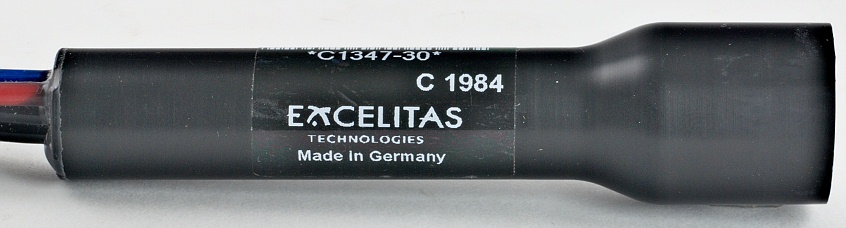 *C1347-30*
C 1984
EXCELITAS
TECHNOLOGIES
Made in Germany